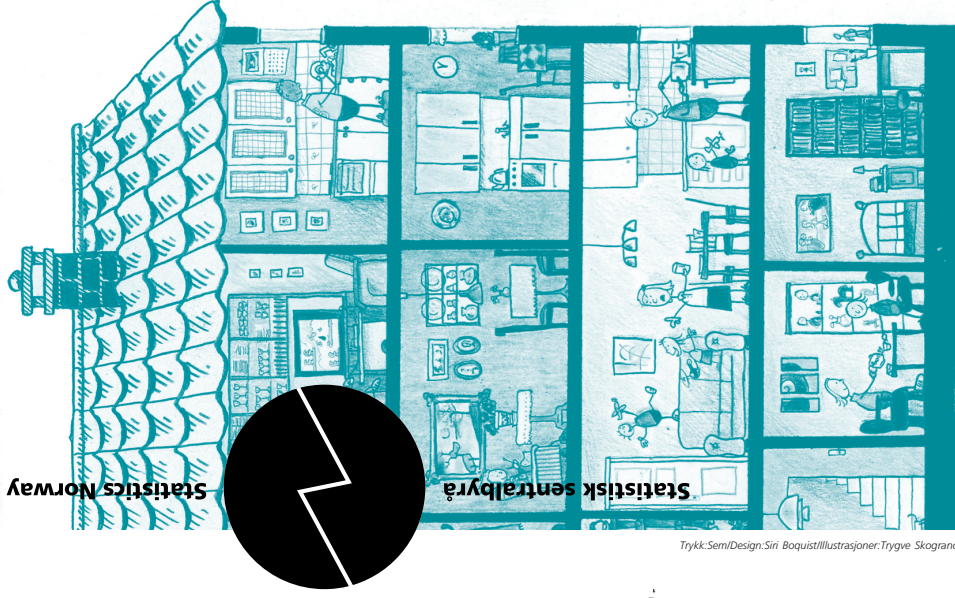 Statistisk sentralbyrå
Statistics Norway
Trykk:Sem/Design:Siri Boquist/Illustrasjoner:Trygve Skogrand